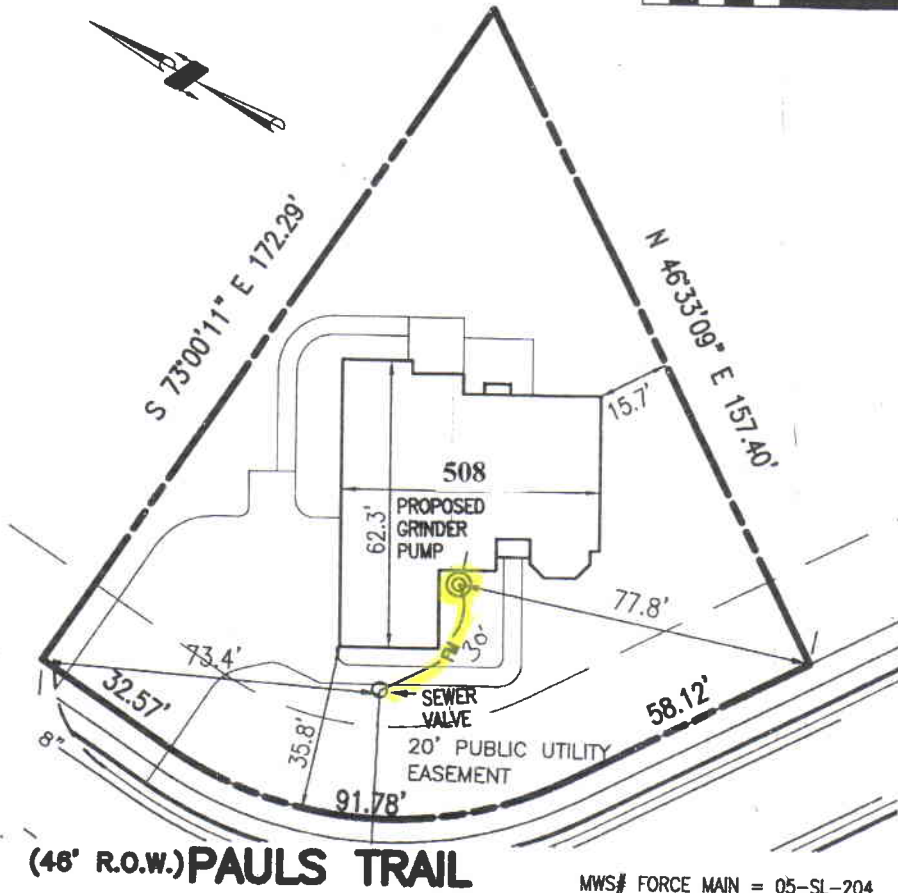 S 73°00'11" E 172.29'
N 46°33'09" E 157.40'
15.7'
508
62.3'
PROPOSED
GRINDER
PUMP
77.8'
73.4'
FM
30'
32.57'
SEWER
VALVE
58.12'
35.8'
20' PUBLIC UTILITY
EASEMENT
8"
91.78'
(46' R.O.W.) PAULS TRAIL
MWS# FORCE MAIN = 05-SL-204